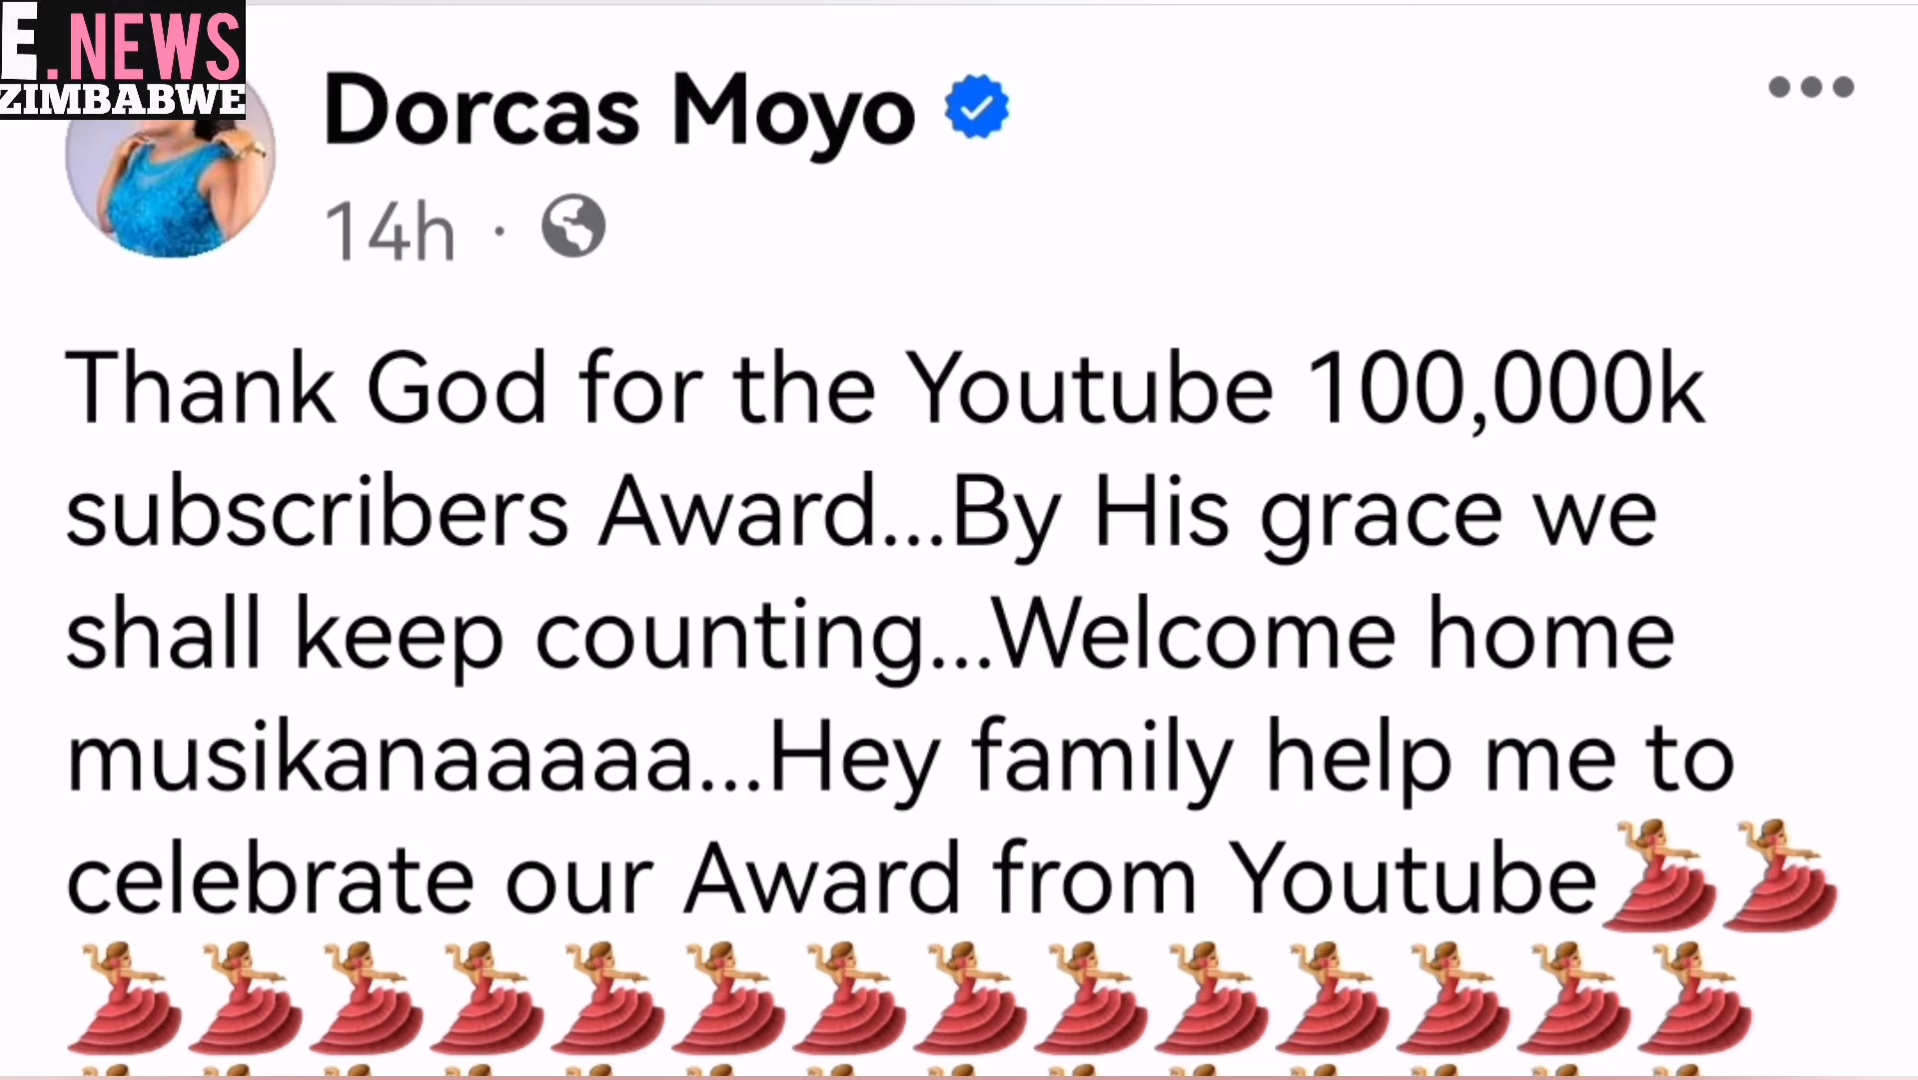 E.NEWS
ZIMBABWE
Dorcas Moyo
14h ·
Thank God for the Youtube 100,000k
subscribers Award...By His grace we
shall keep counting...Welcome home
musikanaaaaa...Hey family help me to
celebrate our Award from Youtube💃💃
💃💃💃💃💃💃💃💃💃💃💃💃💃💃